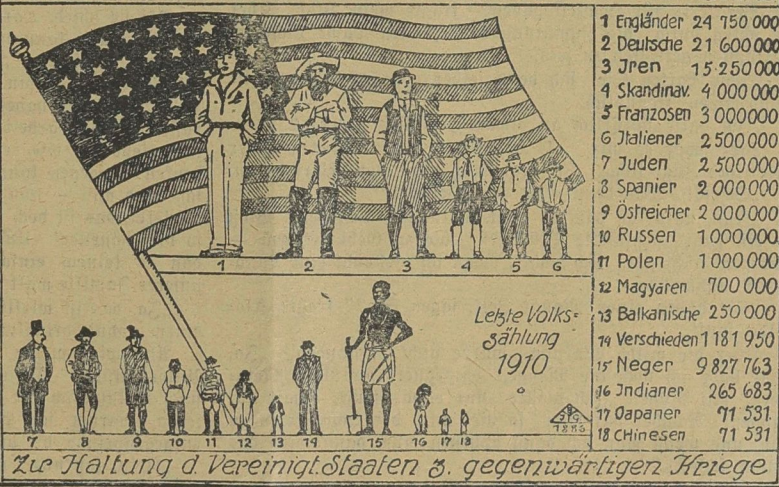 1 Engländer 24 750 000
2 Deutsche 21 600 000
3 Jren 15 250 000
4 Skandinav. 4 000 000
5 Franzosen 3 000 000
6 Jtaliener 2 500 000
7 Juden 2 500 000
8 Spanier 2 000 000
9 Östreicher 2 000 000
10 Russen 1 000 000
11 Polen 1 000 000
12 Magyaren 700 000
13 Balkanische 250 000
14 Verschieden 1 181 950
15 Neger 9 827 763
16 Jndianer 265 683
17 Japaner 71 531
18 CHinesen 71 531
1 2 3 4 5 6
Letzte Volks=
zählung
1910
1886
7 8 9 10 11 12 13 14 15 16 17 18
Zur Haltung d Vereinigt. Staaten z. gegenwärtigen Kriege